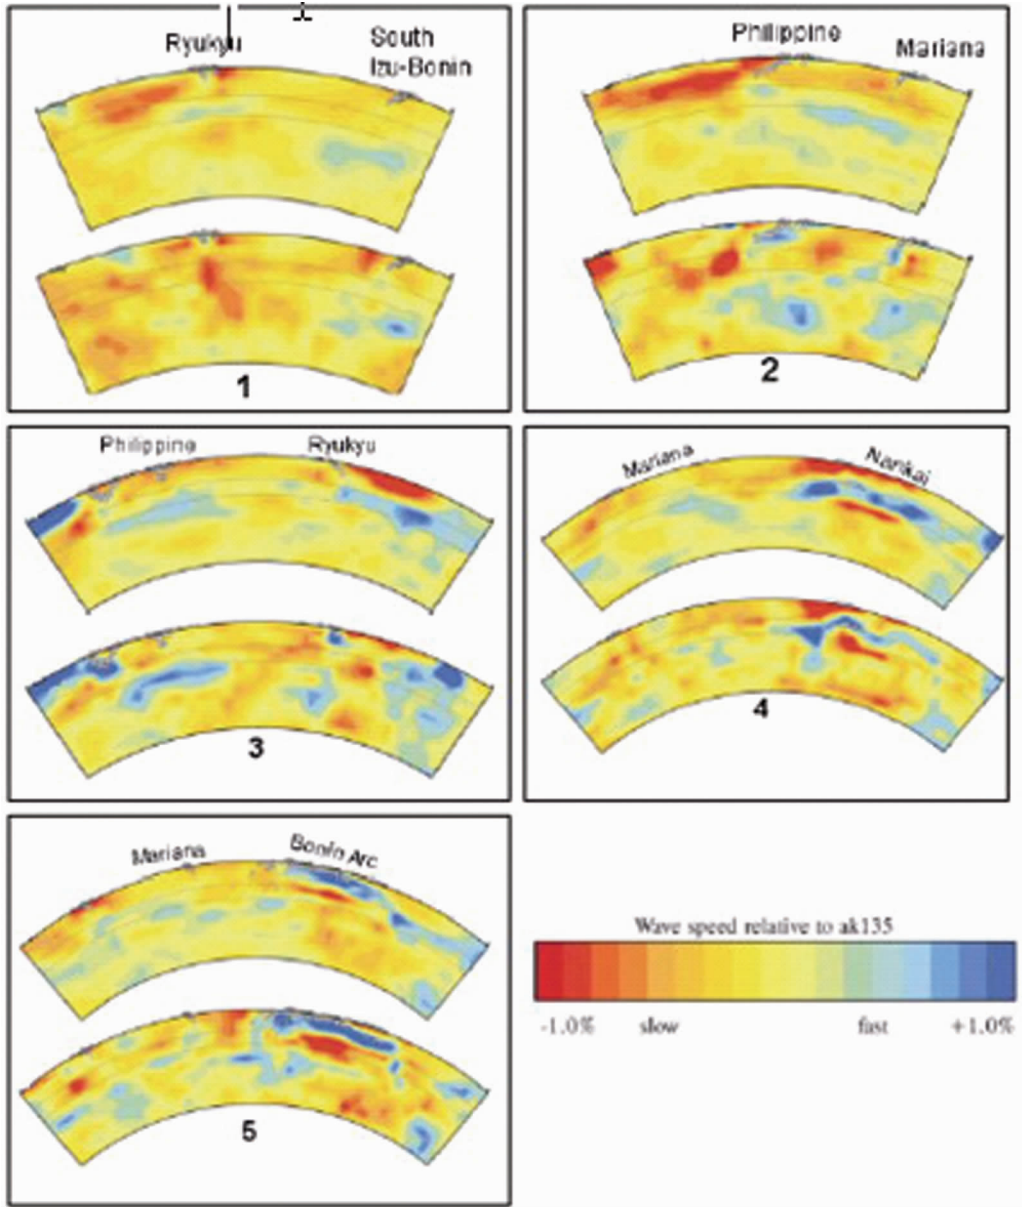 Ryukyu
South
Izu-Bonin
1
Philippine
Mariana
2
Philippine
Ryukyu
3
Mariana
Nankai
4
Mariana
Bonin Arc
5
Wave speed relative to ak135
-1.0% slow fast +1.0%